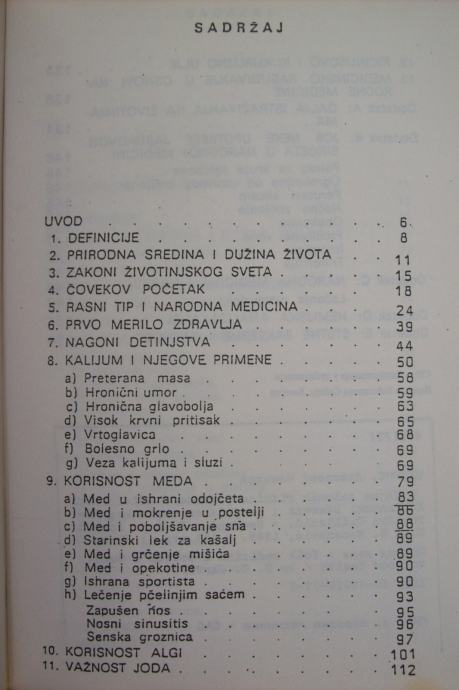 SADRŽAJ
UVOD . . . . . . . . . . . 6
1. DEFINICIJE . . . . . . . . . . 8
2. PRIRODNA SREDINA I DUŽINA ŽIVOTA . . 11
3. ZAKONI ŽIVOTINJSKOG SVETA . . . . . 15
4. ČOVEKOV POČETAK . . . . . . . 18
5. RASNI TIP I NARODNA MEDICINA . . . . 24
6. PRVO MERILO ZDRAVLJA . . . . . . 39
7. NAGONI DETINJSTVA . . . . . . . 44
8. KALIJUM I NJEGOVE PRIMENE . . . . . 50
a) Preterana masa . . . . . . . . 58
b) Hronični umor . . . . . . . . 59
c) Hronična glavobolja . . . . . . . 63
d) Visok krvni pritisak . . . . . . . 65
e) Vrtoglavica . . . . . . . . . 68
f) Bolesno grlo . . . . . . . . . 69
g) Veza kalijuma i sluzi . . . . . . . 69
9. KORISNOST MEDA . . . . . . . 79
a) Med u ishrani odojčeta . . . . . . 83
b) Med i mokrenje u postelji . . . . . 86
c) Med i poboljšavanje sna . . . . . . 88
d) Starinski lek za kašalj . . . . . . 89
e) Med i grčenje mišića . . . . . . . 89
f) Med i opekotine . . . . . . . . 90
g) Ishrana sportista . . . . . . . . 90
h) Lečenje pčelinjim saćem . . . . . . 93
Zapušen nos . . . . . . . . 95
Nosni sinusitis . . . . . . . . 96
Senska groznica . . . . . . . . 97
10. KORISNOST ALGI . . . . . . . . 101
11. VAŽNOST JODA . . . . . . . . 112